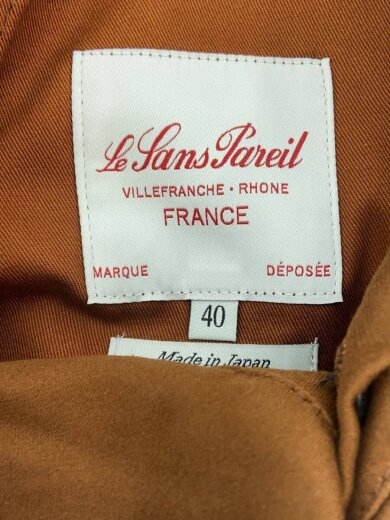 Le Sans Pareil
VILLEFRANCHE · RHONE
FRANCE
MARQUE DÉPOSÉE
40
Made in Japan